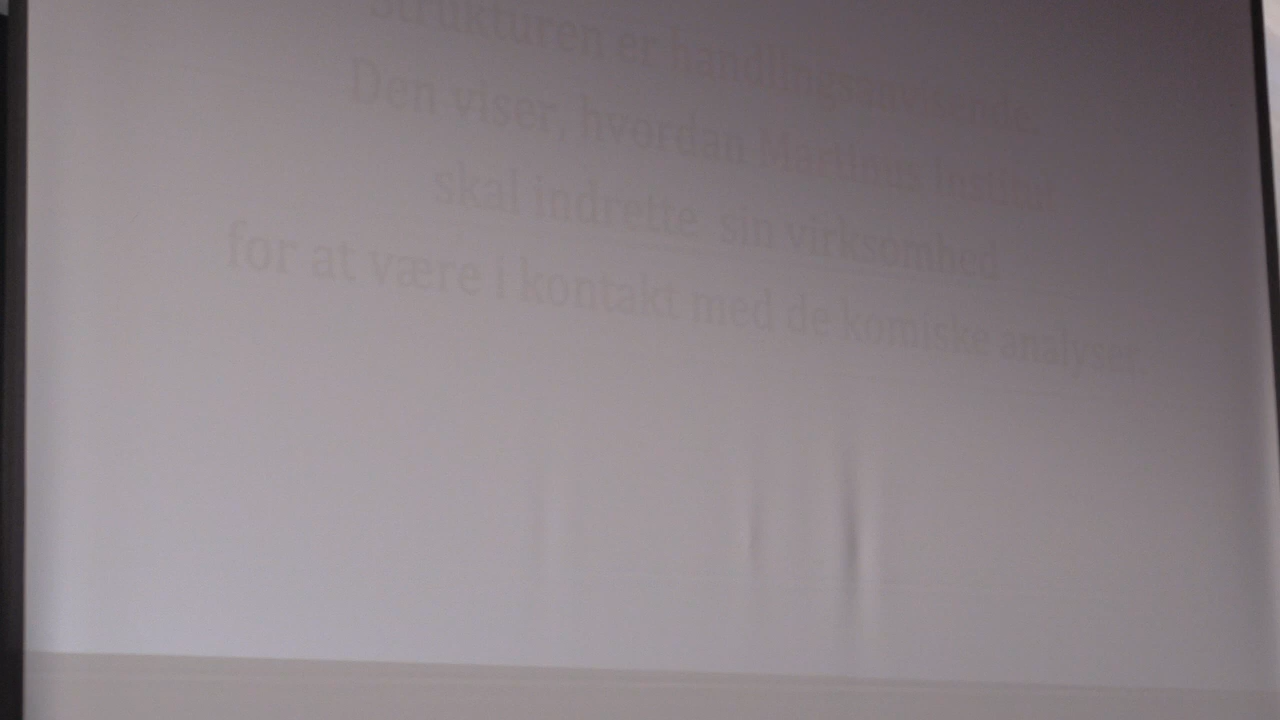 Strukturen er handlingsanvisende.
Den viser, hvordan Martinus Institut
skal indrette sin virksomhed
for at være i kontakt med de komiske analyser.